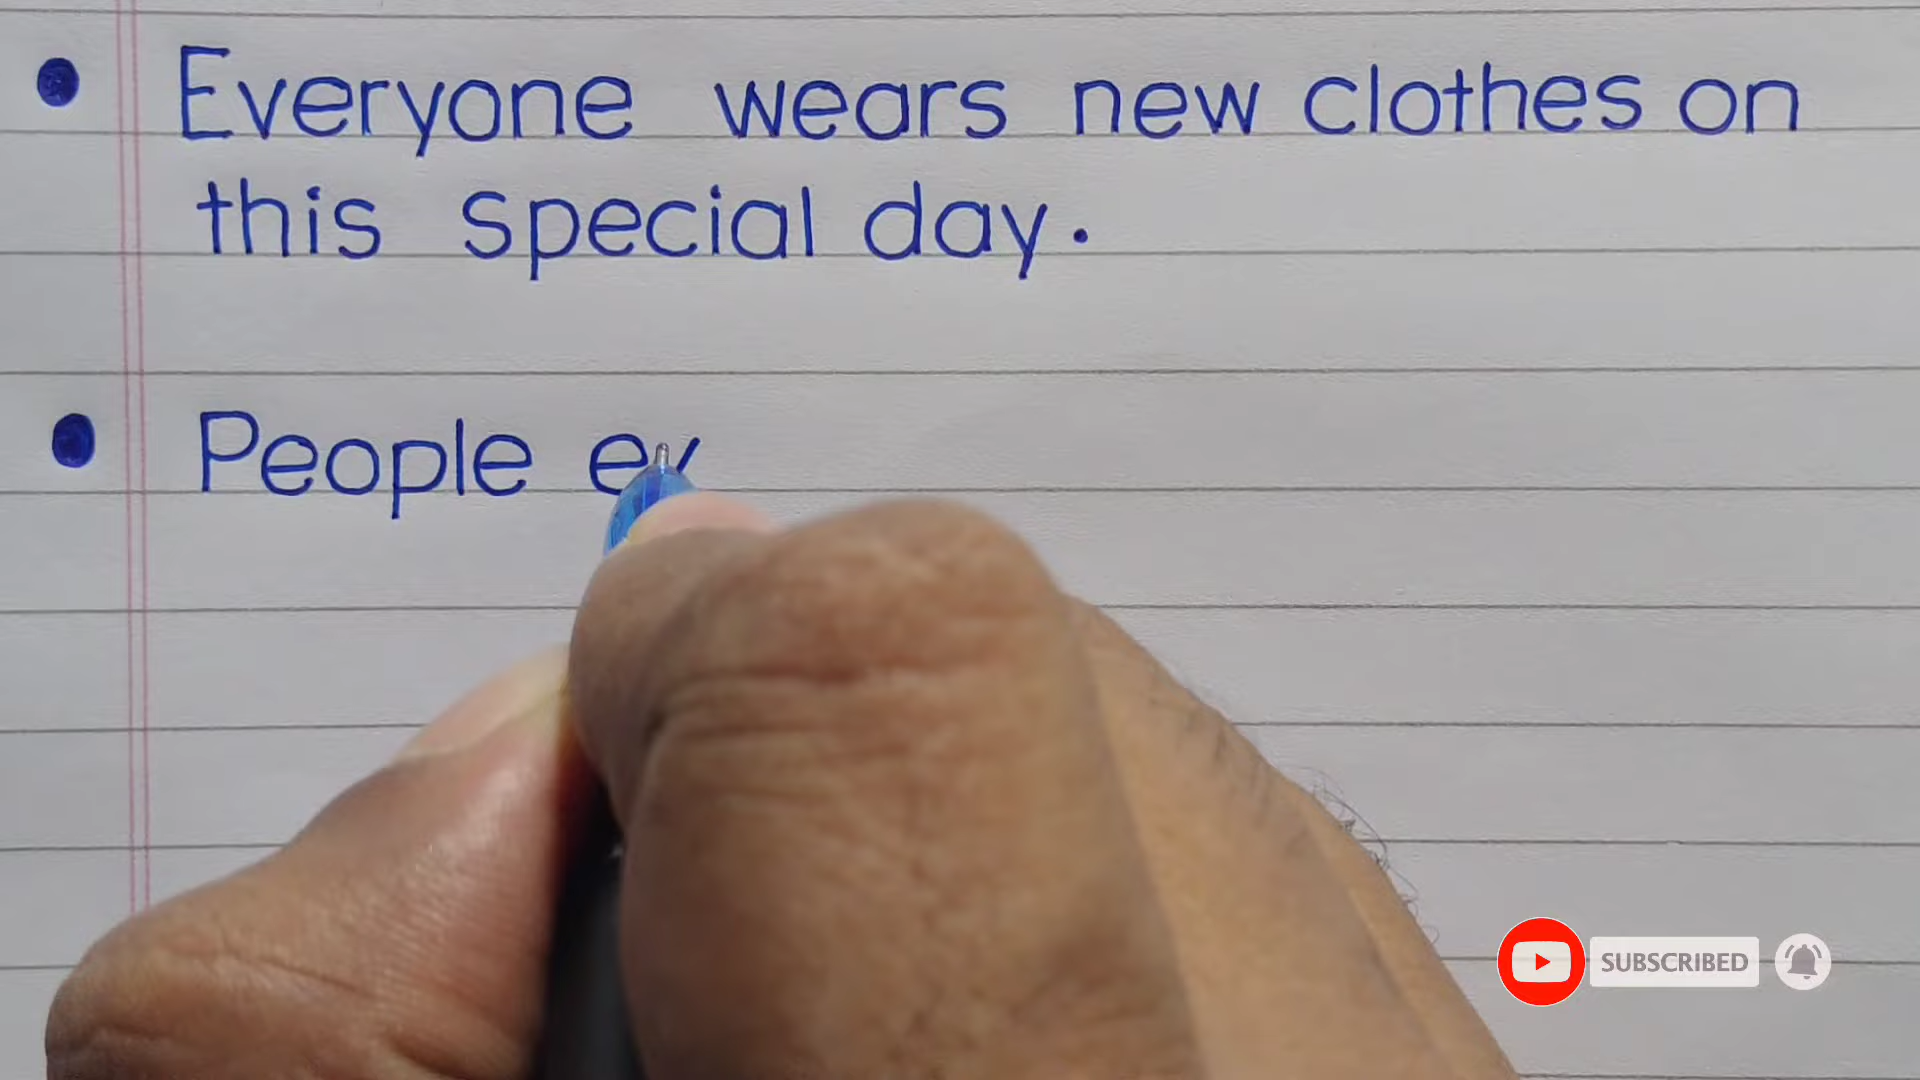 • Everyone wears new clothes on
this special day.
• People
SUBSCRIBED